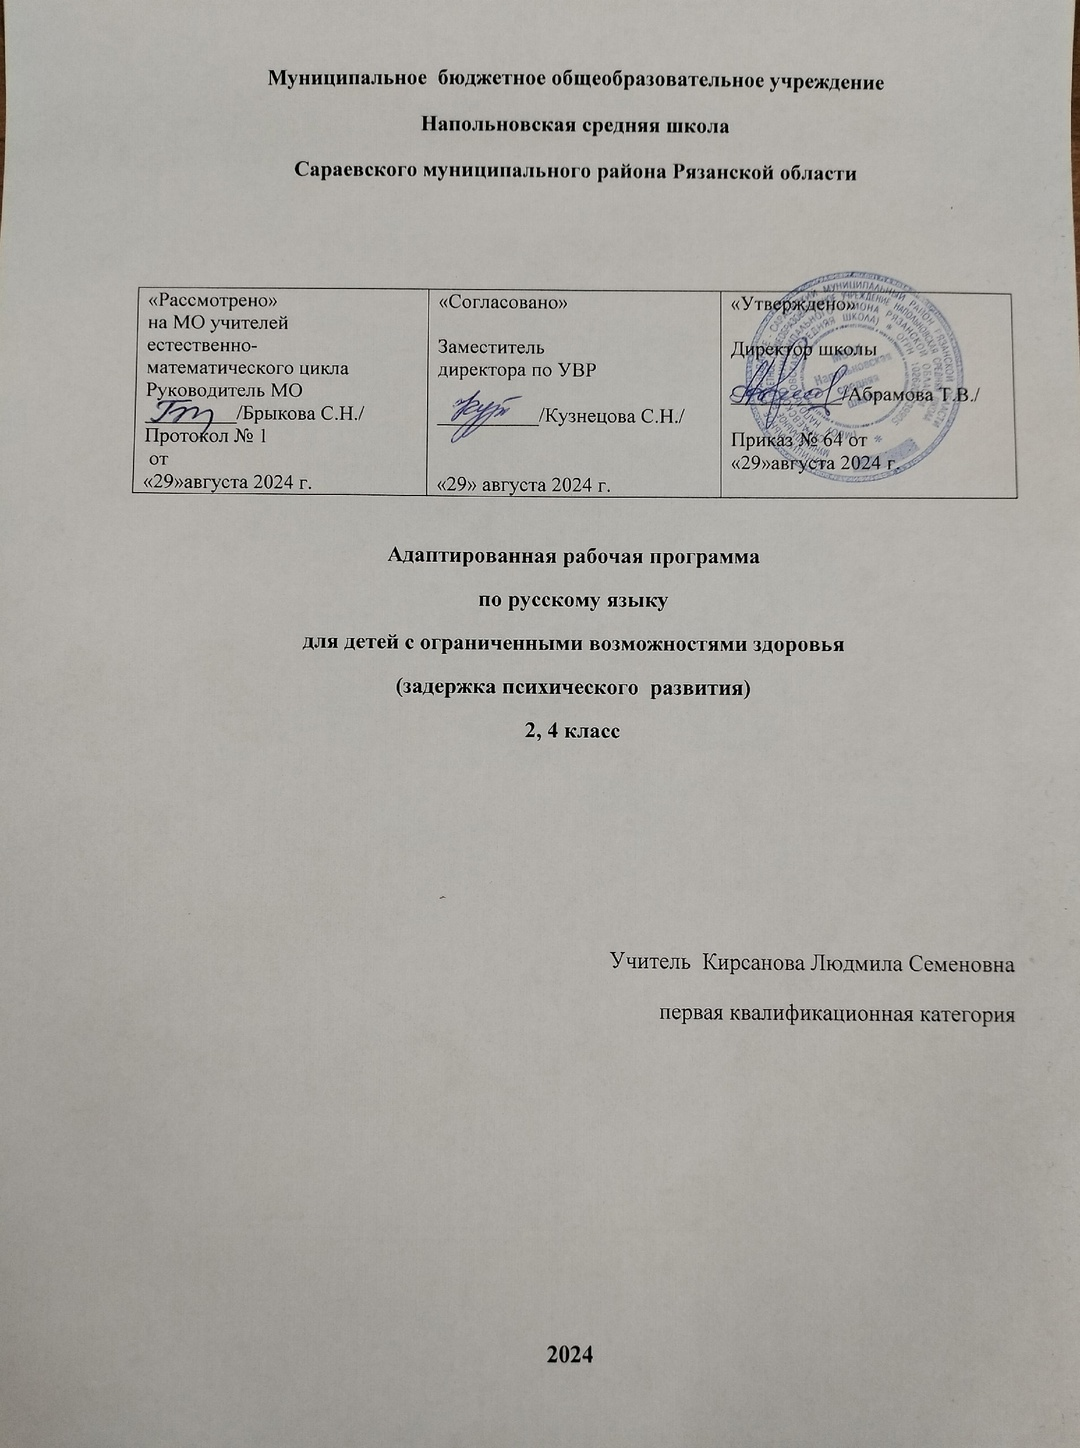 Муниципальное бюджетное общеобразовательное учреждение
Напольновская средняя школа
Сараевского муниципального района Рязанской области
«Рассмотрено»
на МО учителей
естественно-
математического цикла
Руководитель МО
/Брыкова С.Н./
Протокол № 1
от
«29»августа 2024 г.
«Согласовано»
Заместитель
директора по УВР
/Кузнецова С.Н./
«29» августа 2024 г.
«Утверждено»
Директор школы
/Абрамова Т.В./
Приказ № 64 от
«29»августа 2024 г.
Напольновская
средняя
школа
Адаптированная рабочая программа
по русскому языку
для детей с ограниченными возможностями здоровья
(задержка психического развития)
2, 4 класс
Учитель Кирсанова Людмила Семеновна
первая квалификационная категория
2024